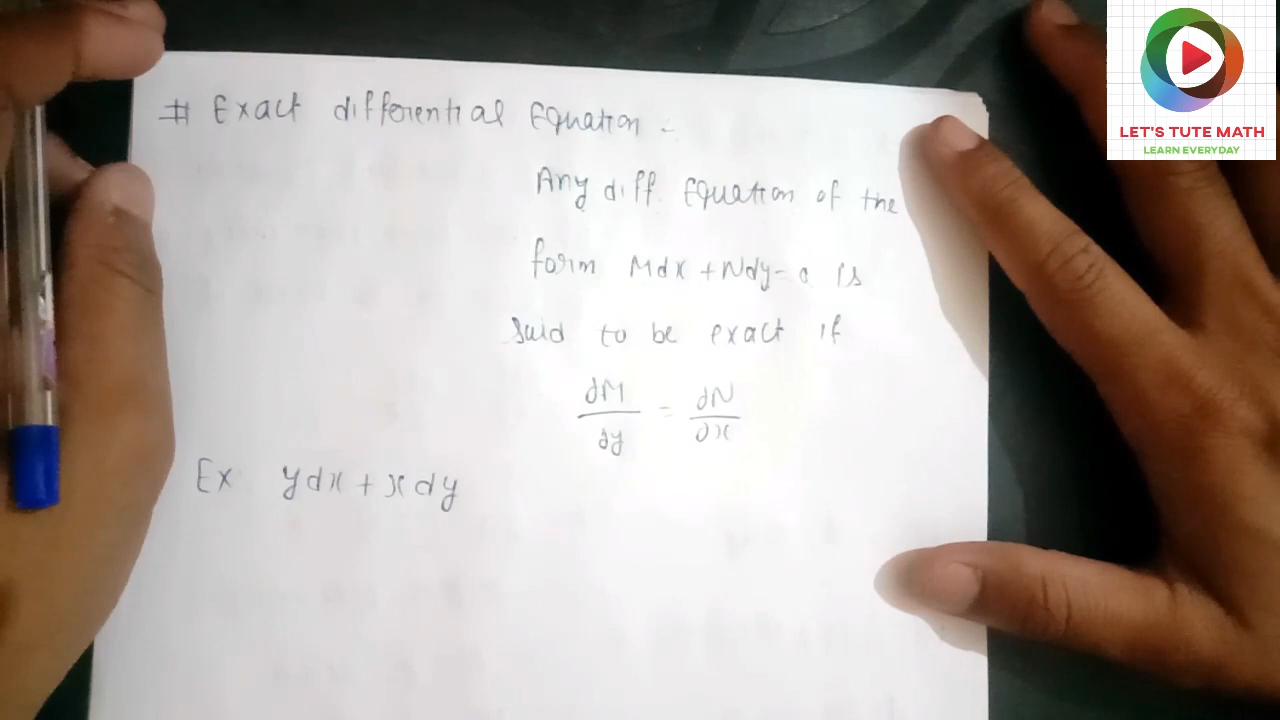 # Exact differential Equation -
Any diff. Equation of the
form Mdx + Ndy = 0 is
said to be exact if
∂M/∂y = ∂N/∂x
Ex ydx + xdy
LET'S TUTE MATH
LEARN EVERYDAY